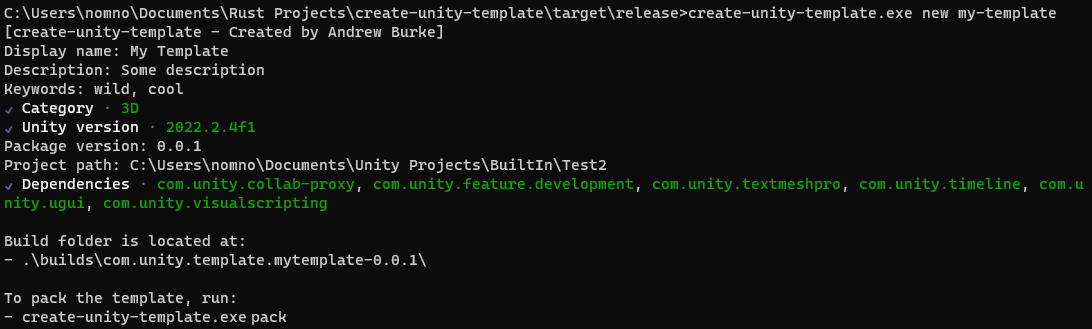 C:\Users\nomno\Documents\Rust Projects\create-unity-template\target\release>create-unity-template.exe new my-template
[create-unity-template - Created by Andrew Burke]
Display name: My Template
Description: Some description
Keywords: wild, cool
✓ Category · 3D
✓ Unity version · 2022.2.4f1
Package version: 0.0.1
Project path: C:\Users\nomno\Documents\Unity Projects\BuiltIn\Test2
✓ Dependencies · com.unity.collab-proxy, com.unity.feature.development, com.unity.textmeshpro, com.unity.timeline, com.u
nity.ugui, com.unity.visualscripting
Build folder is located at:
- .\builds\com.unity.template.mytemplate-0.0.1\
To pack the template, run:
- create-unity-template.exe pack